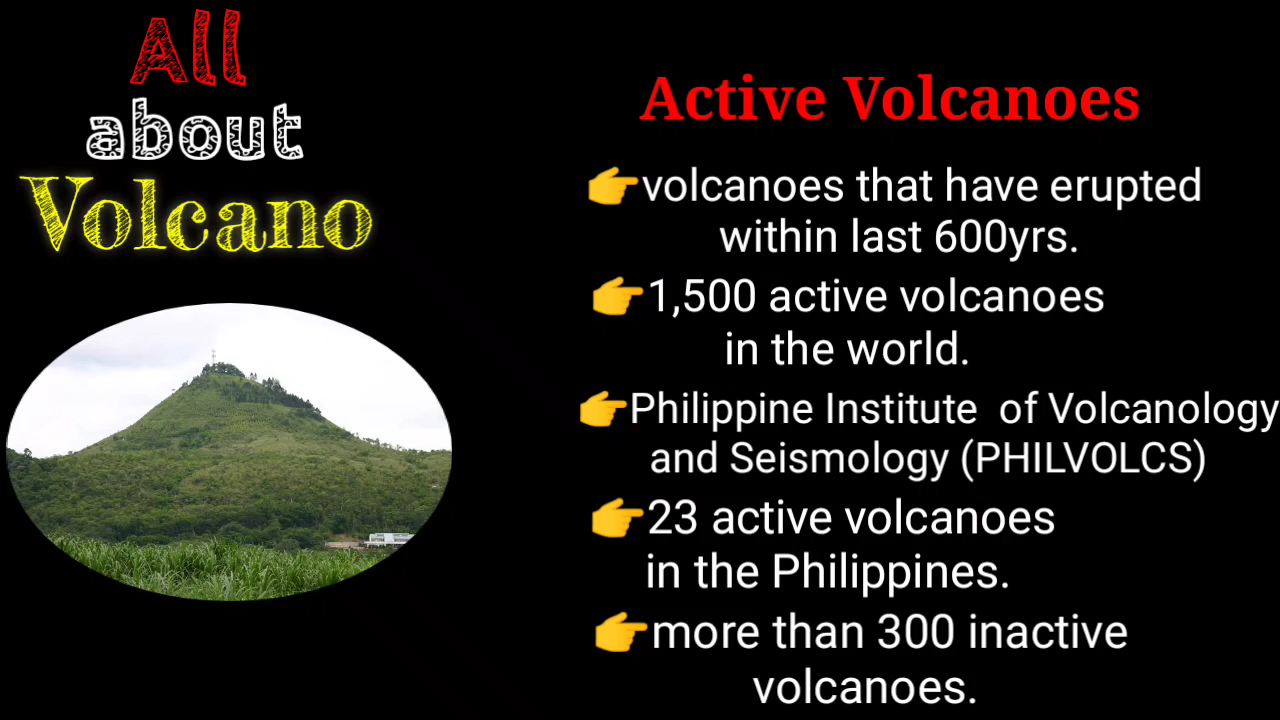 All
about
Volcano
Active Volcanoes
👉volcanoes that have erupted
within last 600yrs.
👉1,500 active volcanoes
in the world.
👉Philippine Institute of Volcanology
and Seismology (PHILVOLCS)
👉23 active volcanoes
in the Philippines.
👉more than 300 inactive
volcanoes.